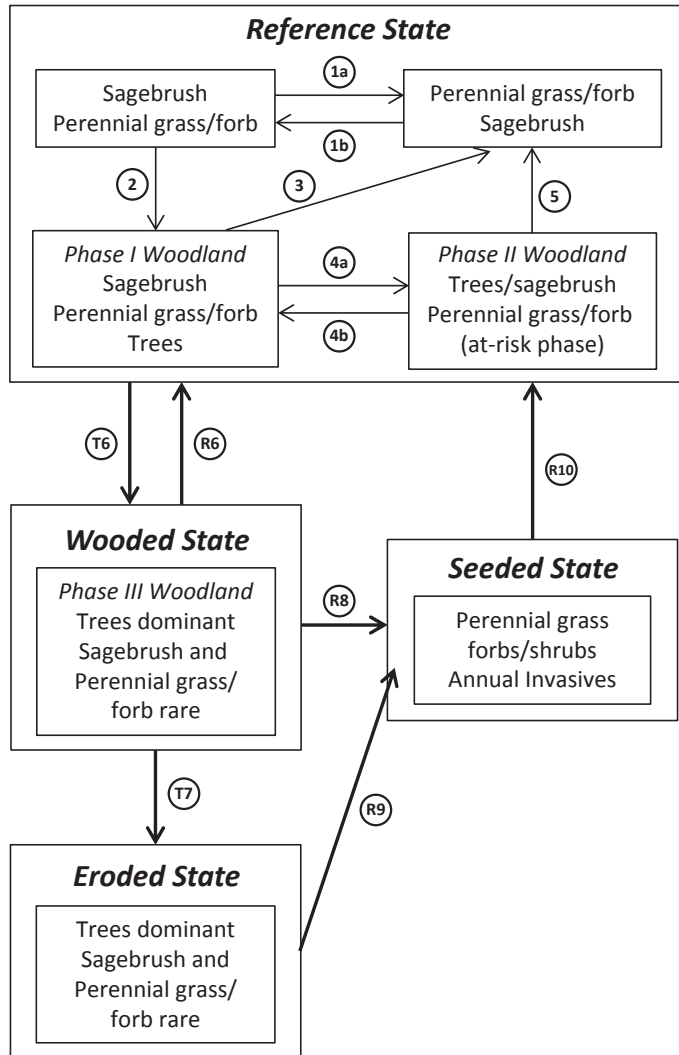 Reference State
1a
Sagebrush
Perennial grass/forb
Perennial grass/forb
Sagebrush
1b
2
3
5
Phase I Woodland
Sagebrush
Perennial grass/forb
Trees
4a
4b
Phase II Woodland
Trees/sagebrush
Perennial grass/forb
(at-risk phase)
T6
R6
R10
Wooded State
Phase III Woodland
Trees dominant
Sagebrush and
Perennial grass/
forb rare
R8
Seeded State
Perennial grass
forbs/shrubs
Annual Invasives
T7
R9
Eroded State
Trees dominant
Sagebrush and
Perennial grass/
forb rare